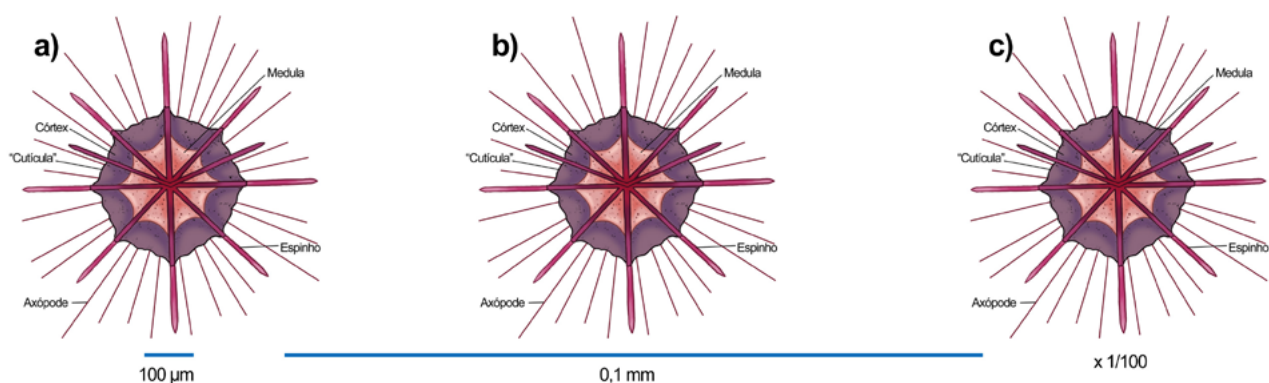 a)
Medula
Córtex
"Cutícula"
Espinho
Axópode
100 µm
b)
Medula
Córtex
"Cutícula"
Espinho
Axópode
0,1 mm
c)
Medula
Córtex
"Cutícula"
Espinho
Axópode
x 1/100